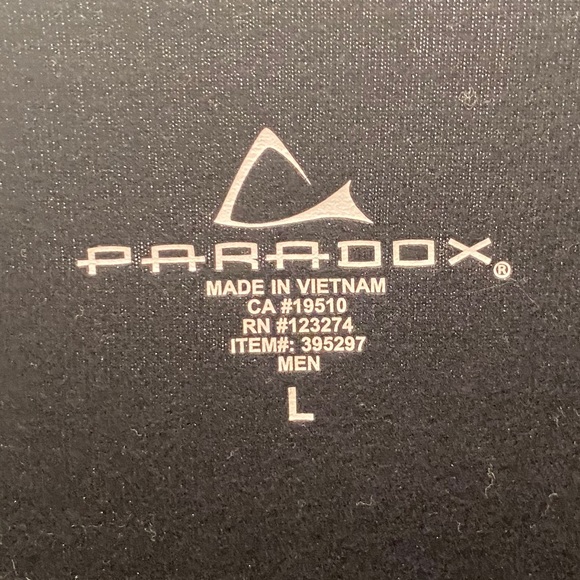 PARADOX®
MADE IN VIETNAM
CA #19510
RN #123274
ITEM#: 395297
MEN
L